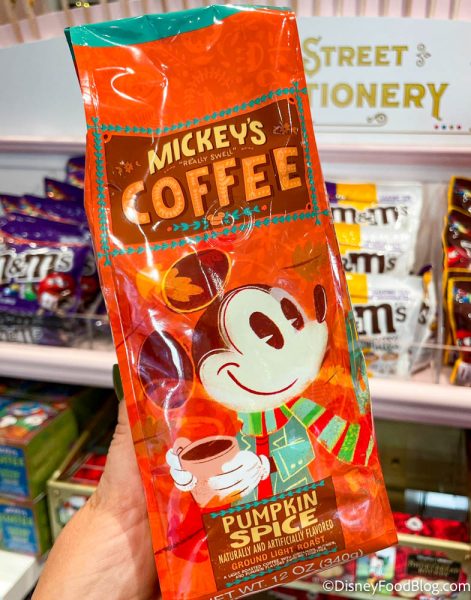 STREET
TIONERY
MICKEY'S
"REALLY SWELL"
COFFEE
m&m's
m's
m's
ms
PUMPKIN
SPICE
NATURALLY AND ARTIFICIALLY FLAVORED
GROUND LIGHT ROAST
NET WT. 12 OZ (340g)
©DisneyFoodBlog.com